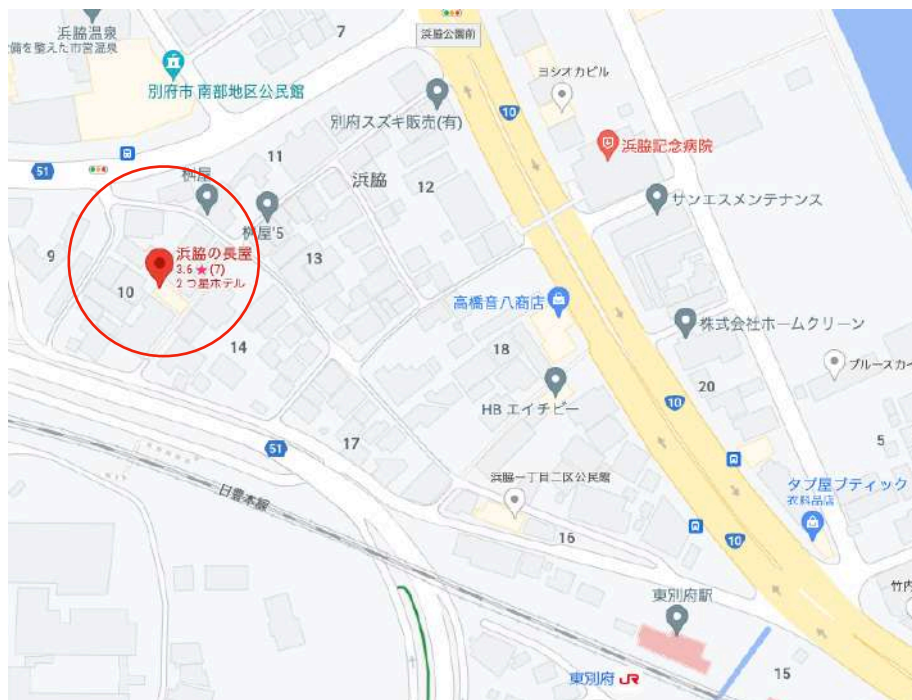 浜脇温泉
備を整えた市営温泉
7
浜脇公園前
別府市 南部地区公民館
別府スズキ販売(有)
10
ヨシオカビル
浜脇記念病院
51
11
桝屋
浜脇
12
サンエスメンテナンス
桝屋'5
9
浜脇の長屋
3.6★(7)
2つ星ホテル
13
10
高橋音八商店
株式会社ホームクリーン
14
18
ブルースカイ
20
10
HB エイチビー
5
51
17
浜脇一丁目二区公民館
タブ屋ブティック
衣料品店
日豊本線
16
10
竹内
東別府駅
東別府 JR
15